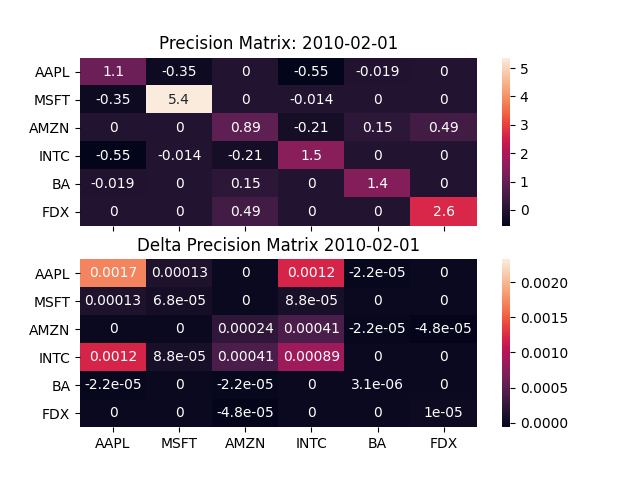 Precision Matrix: 2010-02-01
AAPL 1.1 -0.35 0 -0.55 -0.019 0
MSFT -0.35 5.4 0 -0.014 0 0
AMZN 0 0 0.89 -0.21 0.15 0.49
INTC -0.55 -0.014 -0.21 1.5 0 0
BA -0.019 0 0.15 0 1.4 0
FDX 0 0 0.49 0 0 2.6
5
4
3
2
1
0
Delta Precision Matrix 2010-02-01
AAPL 0.0017 0.00013 0 0.0012 -2.2e-05 0
MSFT 0.00013 6.8e-05 0 8.8e-05 0 0
AMZN 0 0 0.00024 0.00041 -2.2e-05 -4.8e-05
INTC 0.0012 8.8e-05 0.00041 0.00089 0 0
BA -2.2e-05 0 -2.2e-05 0 3.1e-06 0
FDX 0 0 -4.8e-05 0 0 1e-05
AAPL MSFT AMZN INTC BA FDX
0.0020
0.0015
0.0010
0.0005
0.0000